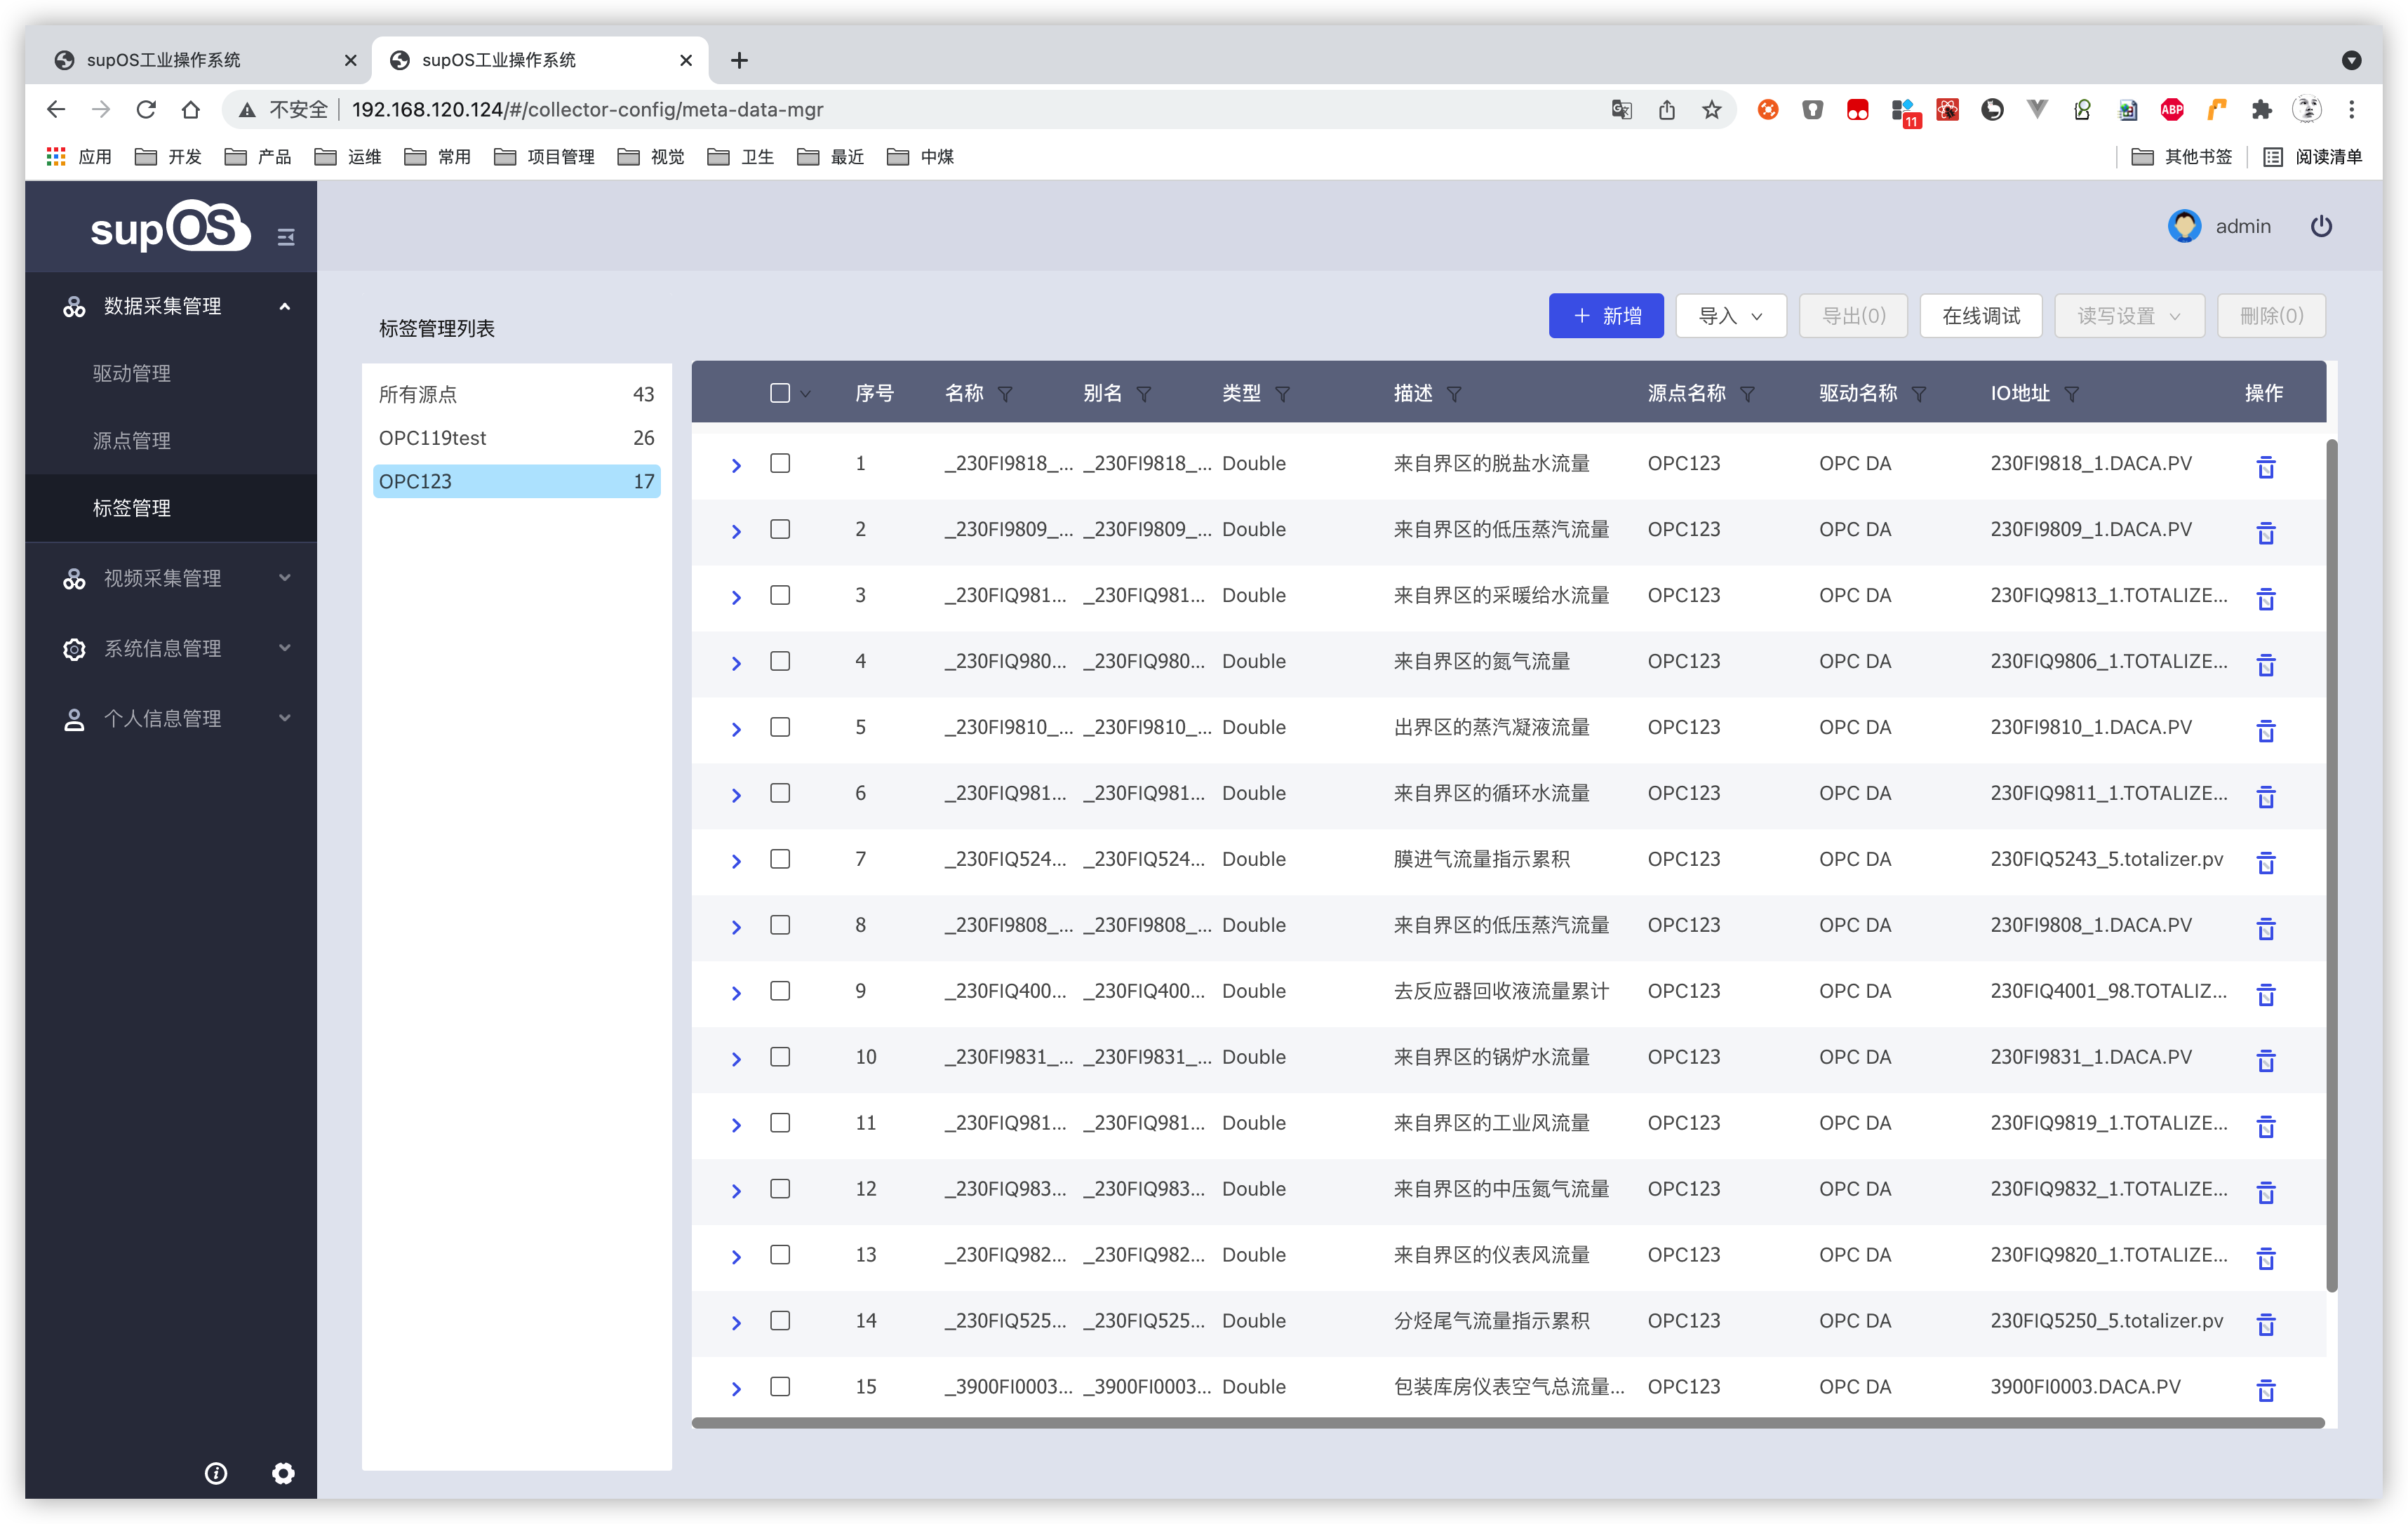 supOS工业操作系统
supOS工业操作系统
不安全 192.168.120.124/#/collector-config/meta-data-mgr
11
ABP
应用 开发 产品 运维 常用 项目管理 视觉 卫生 最近 中煤 其他书签 阅读清单
supOS
admin
数据采集管理
驱动管理
源点管理
标签管理
视频采集管理
系统信息管理
个人信息管理
标签管理列表
新增 导入 导出(0) 在线调试 读写设置 删除(0)
所有源点 43
OPC119test 26
OPC123 17
序号 名称 别名 类型 描述 源点名称 驱动名称 IO地址 操作
1 _230FI9818_... _230FI9818_... Double 来自界区的脱盐水流量 OPC123 OPC DA 230FI9818_1.DACA.PV
2 _230FI9809_... _230FI9809_... Double 来自界区的低压蒸汽流量 OPC123 OPC DA 230FI9809_1.DACA.PV
3 _230FIQ981... _230FIQ981... Double 来自界区的采暖给水流量 OPC123 OPC DA 230FIQ9813_1.TOTALIZE...
4 _230FIQ980... _230FIQ980... Double 来自界区的氮气流量 OPC123 OPC DA 230FIQ9806_1.TOTALIZE...
5 _230FI9810_... _230FI9810_... Double 出界区的蒸汽凝液流量 OPC123 OPC DA 230FI9810_1.DACA.PV
6 _230FIQ981... _230FIQ981... Double 来自界区的循环水流量 OPC123 OPC DA 230FIQ9811_1.TOTALIZE...
7 _230FIQ524... _230FIQ524... Double 膜进气流量指示累积 OPC123 OPC DA 230FIQ5243_5.totalizer.pv
8 _230FI9808_... _230FI9808_... Double 来自界区的低压蒸汽流量 OPC123 OPC DA 230FI9808_1.DACA.PV
9 _230FIQ400... _230FIQ400... Double 去反应器回收液流量累计 OPC123 OPC DA 230FIQ4001_98.TOTALIZ...
10 _230FI9831_... _230FI9831_... Double 来自界区的锅炉水流量 OPC123 OPC DA 230FI9831_1.DACA.PV
11 _230FIQ981... _230FIQ981... Double 来自界区的工业风流量 OPC123 OPC DA 230FIQ9819_1.TOTALIZE...
12 _230FIQ983... _230FIQ983... Double 来自界区的中压氮气流量 OPC123 OPC DA 230FIQ9832_1.TOTALIZE...
13 _230FIQ982... _230FIQ982... Double 来自界区的仪表风流量 OPC123 OPC DA 230FIQ9820_1.TOTALIZE...
14 _230FIQ525... _230FIQ525... Double 分烃尾气流量指示累积 OPC123 OPC DA 230FIQ5250_5.totalizer.pv
15 _3900FI0003... _3900FI0003... Double 包装库房仪表空气总流量... OPC123 OPC DA 3900FI0003.DACA.PV